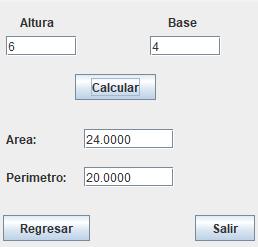 Altura Base
6 4
Calcular
Area: 24.0000
Perimetro: 20.0000
Regresar Salir